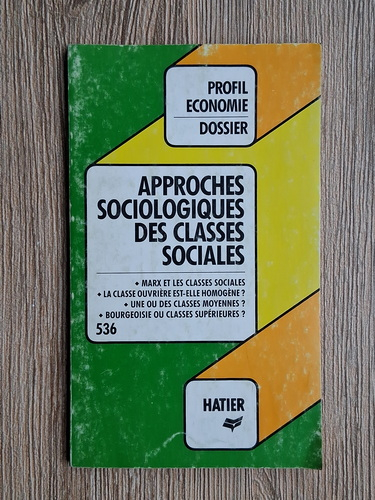 PROFIL
ECONOMIE
DOSSIER
APPROCHES
SOCIOLOGIQUES
DES CLASSES
SOCIALES
♦ MARX ET LES CLASSES SOCIALES
♦ LA CLASSE OUVRIÈRE EST-ELLE HOMOGÈNE ?
♦ UNE OU DES CLASSES MOYENNES ?
♦ BOURGEOISIE OU CLASSES SUPÉRIEURES ?
536
HATIER